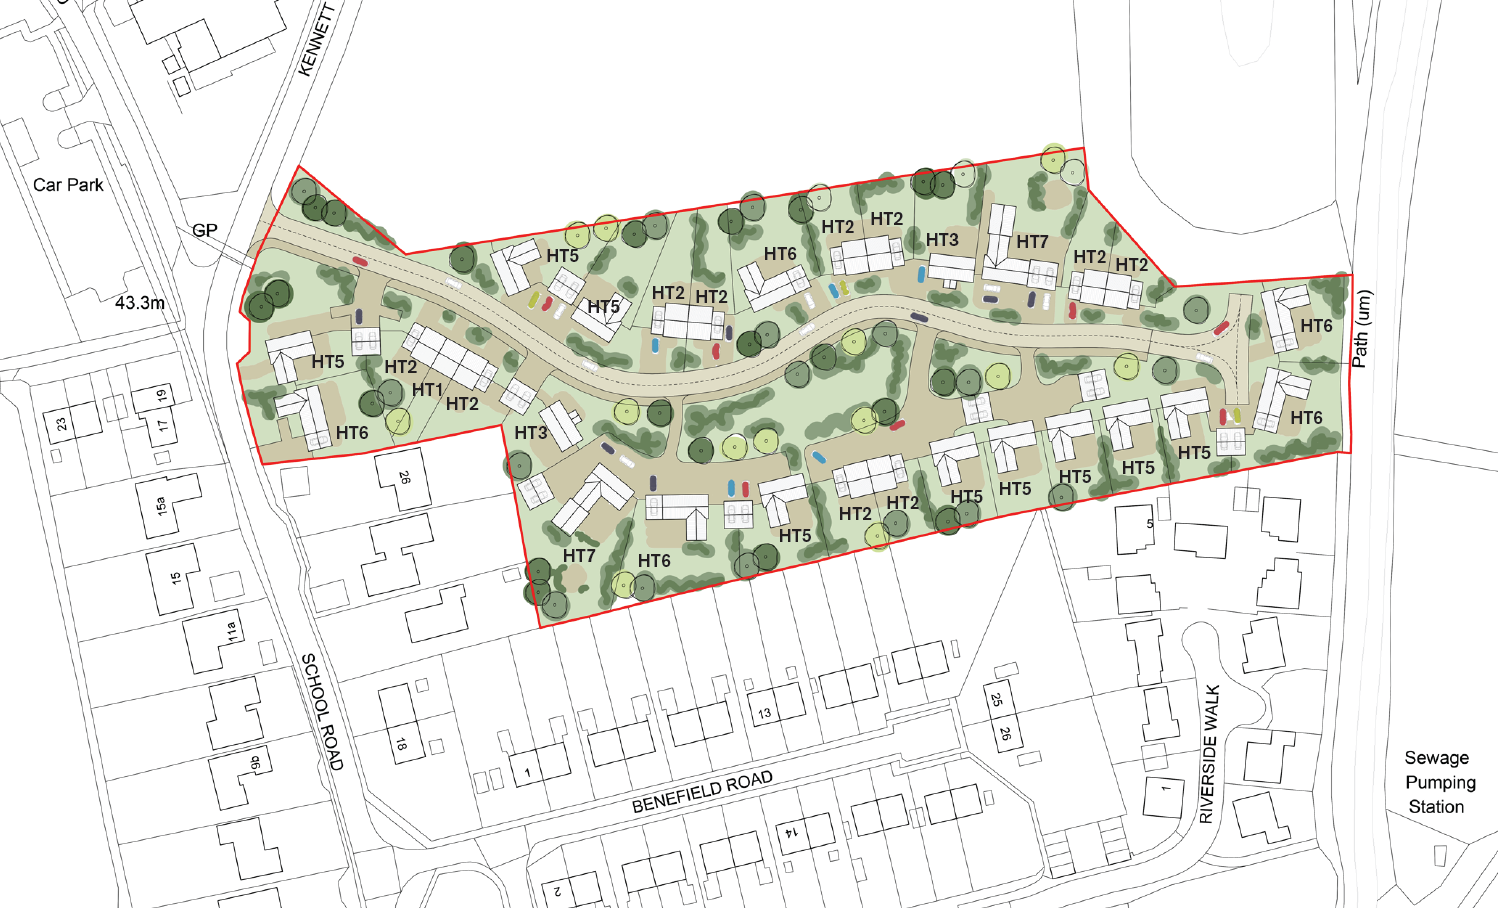 KENNETT
Car Park
GP
43.3m
HT5
HT5
HT2
HT2
HT6
HT2
HT2
HT3
HT7
HT2
HT2
HT6
HT6
HT5
HT2
HT1
HT2
HT6
HT3
HT7
HT6
HT5
HT2
HT2
HT5
HT5
HT5
HT5
HT5
Path (um)
23
19
17
15a
15
11a
9b
26
18
SCHOOL ROAD
1
13
25
26
5
1
BENEFIELD ROAD
2
14
RIVERSIDE WALK
Sewage
Pumping
Station